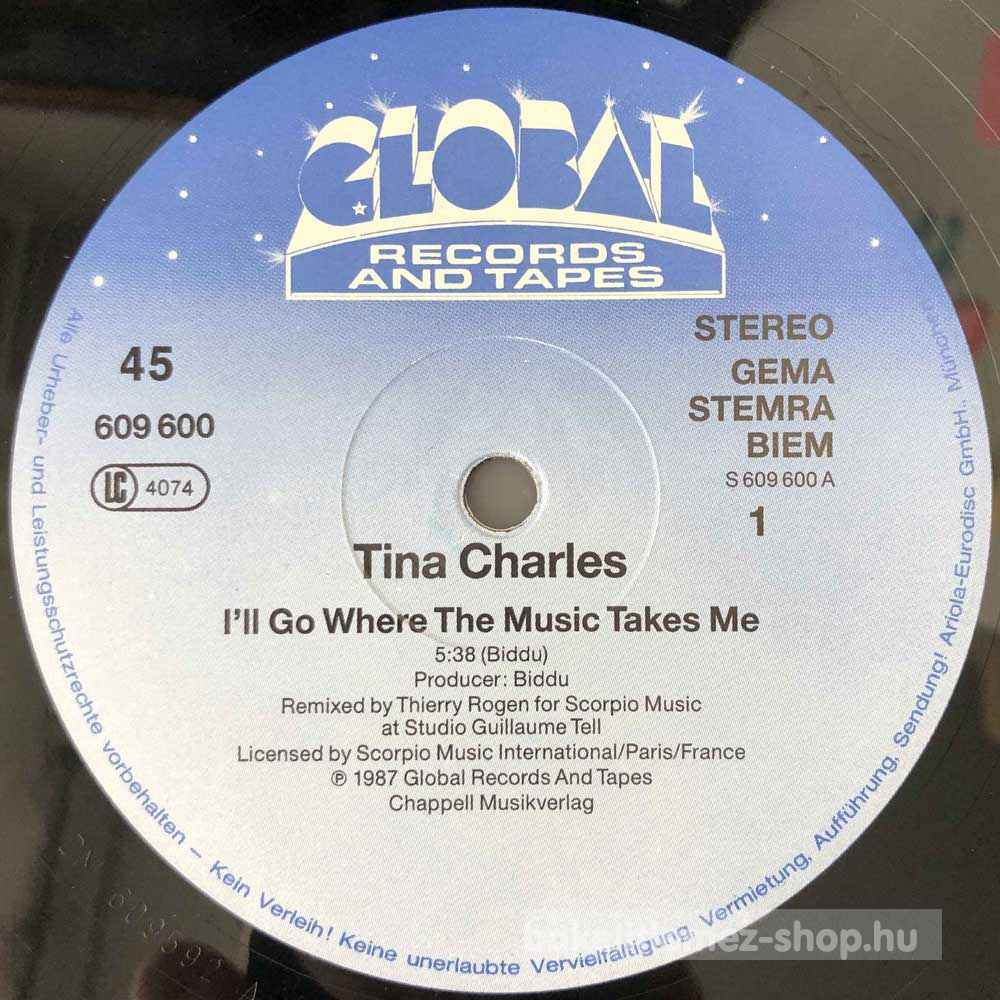 GLOBAL
RECORDS
AND TAPES
45
609 600
LC 4074
STEREO
GEMA
STEMRA
BIEM
S 609 600 A
1
Tina Charles
I'll Go Where The Music Takes Me
5:38 (Biddu)
Producer: Biddu
Remixed by Thierry Rogen for Scorpio Music
at Studio Guillaume Tell
Licensed by Scorpio Music International/Paris/France
℗ 1987 Global Records And Tapes
Chappell Musikverlag
Alle Urheber- und Leistungsschutzrechte vorbehalten – Kein Verleih! Keine unerlaubte Vervielfältigung, Vermietung, Aufführung, Sendung! Ariola-Eurodisc GmbH., München